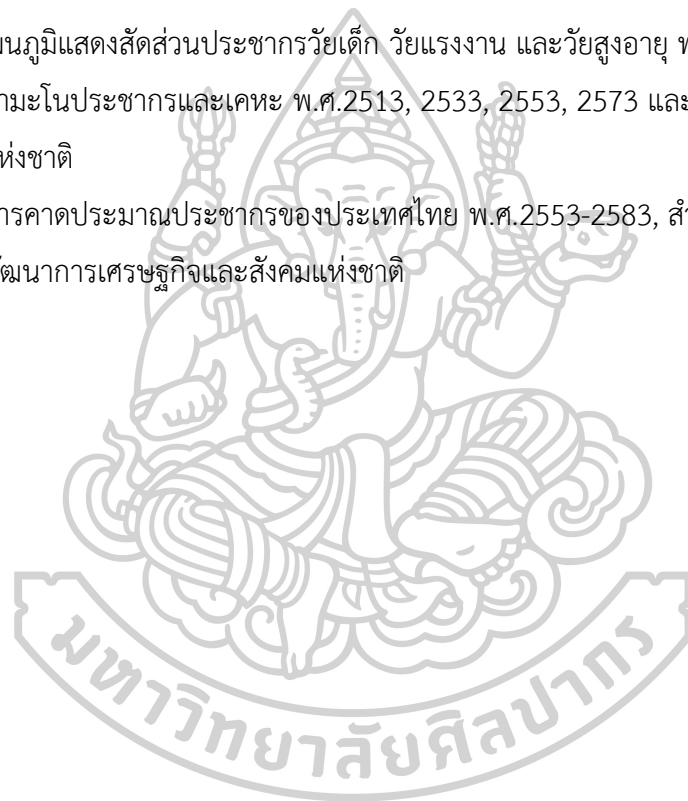 นภูมิแสดงสัดส่วนประชากรวัยเด็ก วัยแรงงาน และวัยสูงอายุ
ามะโนประชากรและเคหะ พ.ศ.2513, 2533, 2553, 2573 และ
ห่งชาติ
ารคาดประมาณประชากรของประเทศไทย พ.ศ.2553-2583, สำ
ัฒนาการเศรษฐกิจและสังคมแห่งชาติ
มหาวิทยาลัยศิลปากร